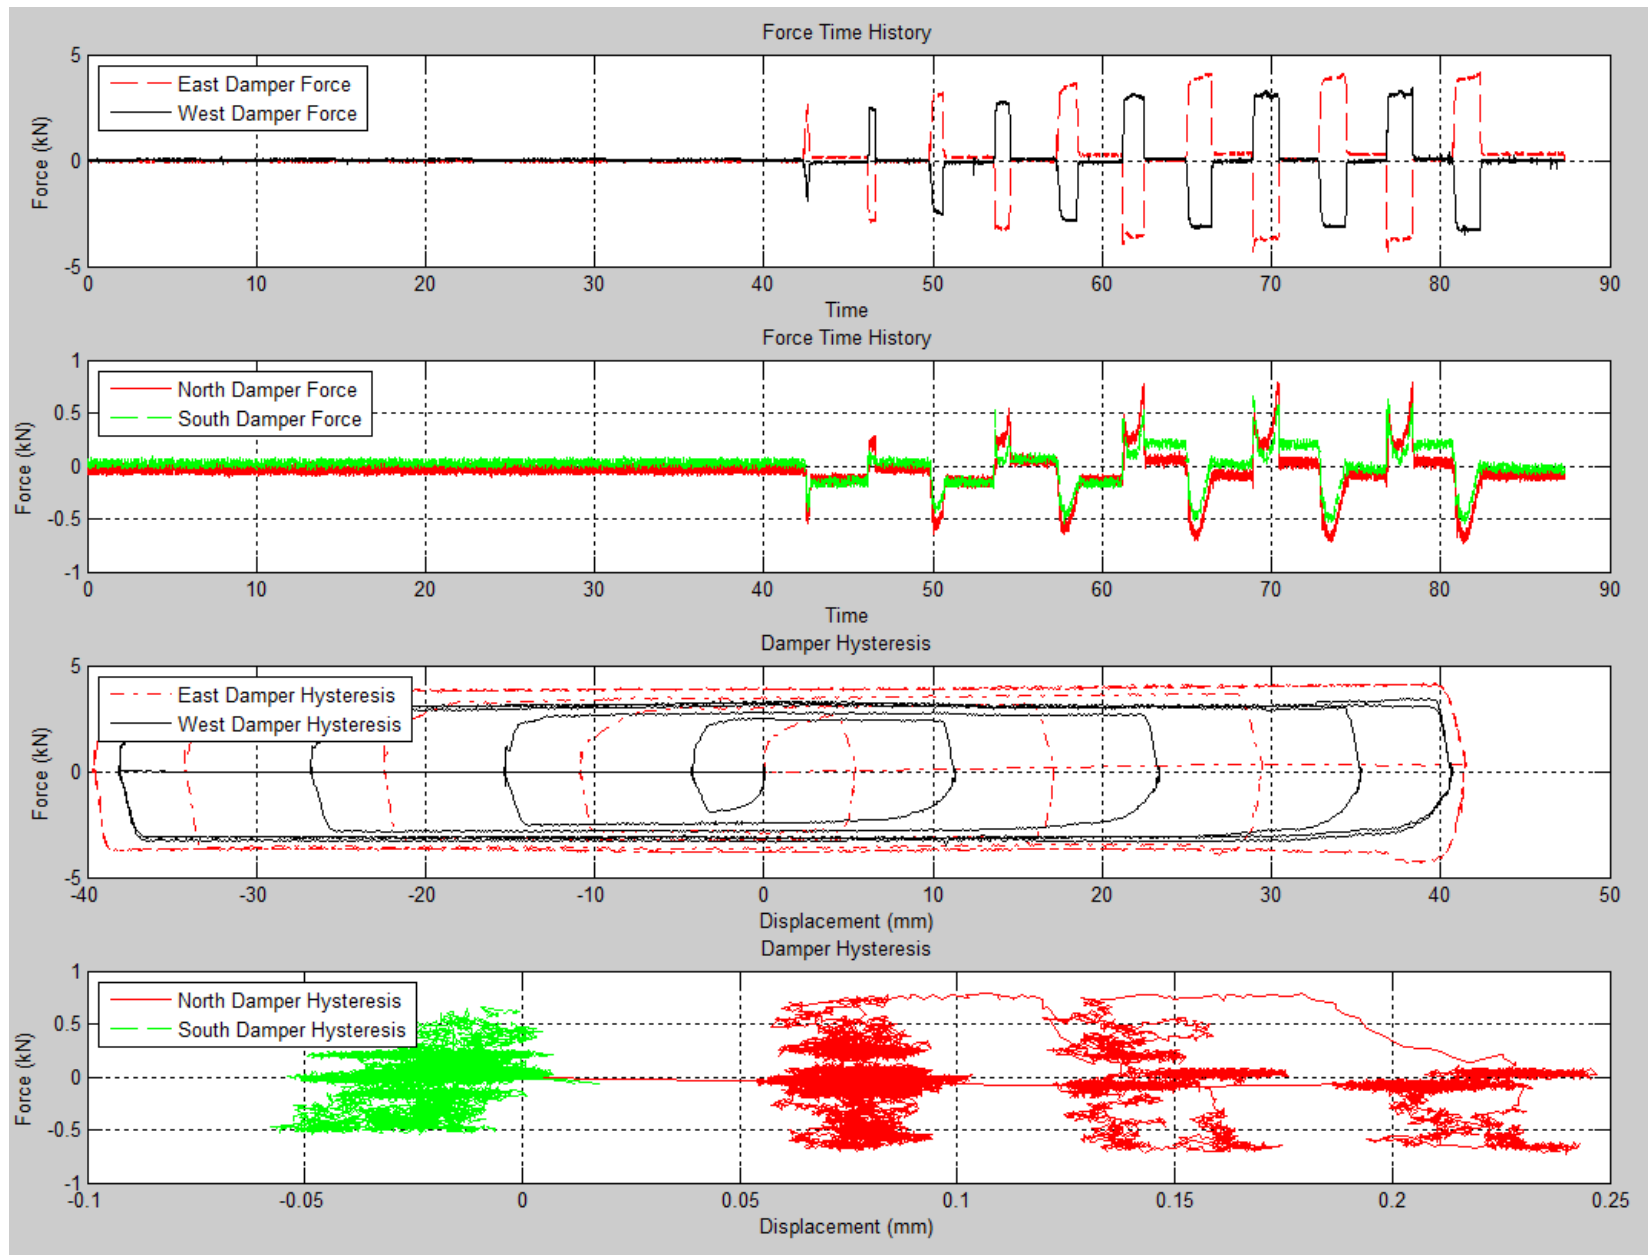 Force Time History
5
East Damper Force
West Damper Force
0
-5
Force (kN)
0 10 20 30 40 50 60 70 80 90
Time
Force Time History
1
North Damper Force
South Damper Force
0.5
0
-0.5
-1
Force (kN)
0 10 20 30 40 50 60 70 80 90
Time
Damper Hysteresis
5
East Damper Hysteresis
West Damper Hysteresis
0
-5
Force (kN)
-40 -30 -20 -10 0 10 20 30 40 50
Displacement (mm)
Damper Hysteresis
1
North Damper Hysteresis
South Damper Hysteresis
0.5
0
-0.5
-1
Force (kN)
-0.1 -0.05 0 0.05 0.1 0.15 0.2 0.25
Displacement (mm)